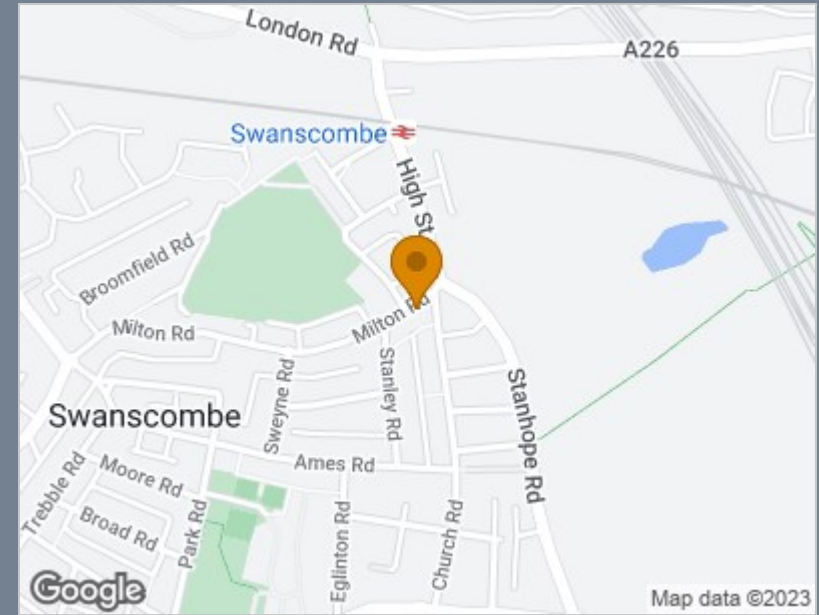 London Rd
A226
Swanscombe
High St
Broomfield Rd
Milton Rd
Milton Rd
Stanley Rd
Sweyne Rd
Stanhope Rd
Swanscombe
Ames Rd
Moore Rd
Trebble Rd
Broad Rd
Park Rd
Eglinton Rd
Church Rd
Google
Map data ©2023